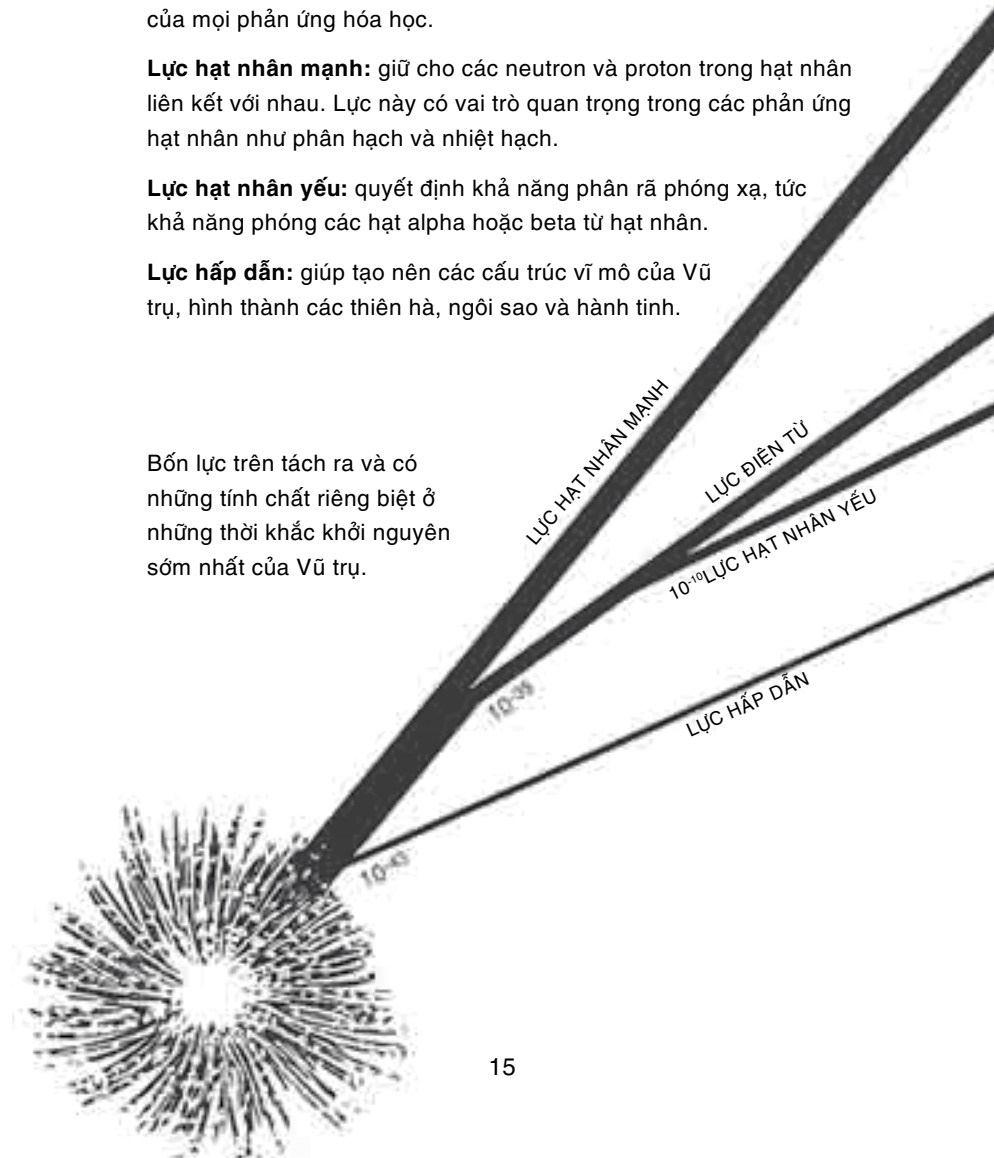 của mọi phản ứng hóa học.
Lực hạt nhân mạnh: giữ cho các neutron và proton trong hạt nhân
liên kết với nhau. Lực này có vai trò quan trọng trong các phản ứng
hạt nhân như phân hạch và nhiệt hạch.
Lực hạt nhân yếu: quyết định khả năng phân rã phóng xạ, tức
khả năng phóng các hạt alpha hoặc beta từ hạt nhân.
Lực hấp dẫn: giúp tạo nên các cấu trúc vĩ mô của Vũ
trụ, hình thành các thiên hà, ngôi sao và hành tinh.
Bốn lực trên tách ra và có
những tính chất riêng biệt ở
những thời khắc khởi nguyên
sớm nhất của Vũ trụ.
LỰC HẠT NHÂN MẠNH
LỰC ĐIỆN TỪ
10⁻¹⁰LỰC HẠT NHÂN YẾU
LỰC HẤP DẪN
10⁻⁴³
15